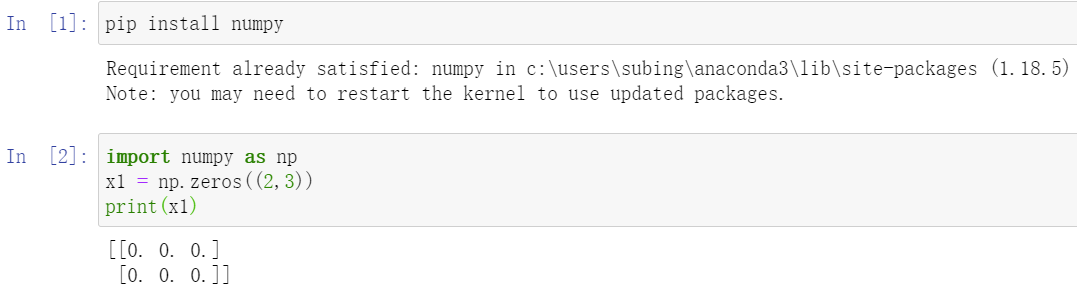 In [1]: pip install numpy
Requirement already satisfied: numpy in c:\users\subing\anaconda3\lib\site-packages (1.18.5)
Note: you may need to restart the kernel to use updated packages.
In [2]: import numpy as np
x1 = np.zeros((2,3))
print(x1)
[[0. 0. 0.]
 [0. 0. 0.]]